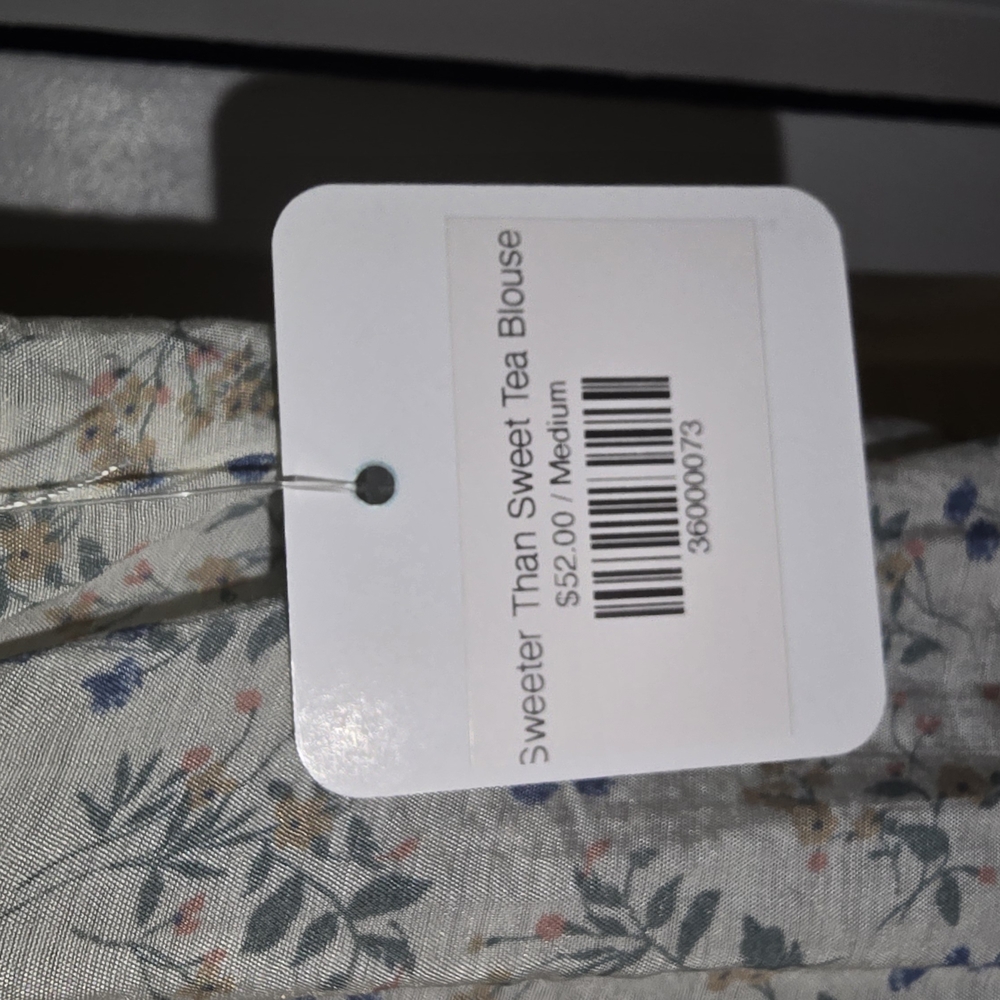 Sweeter Than Sweet Tea Blouse
$52.00 / Medium
36000073